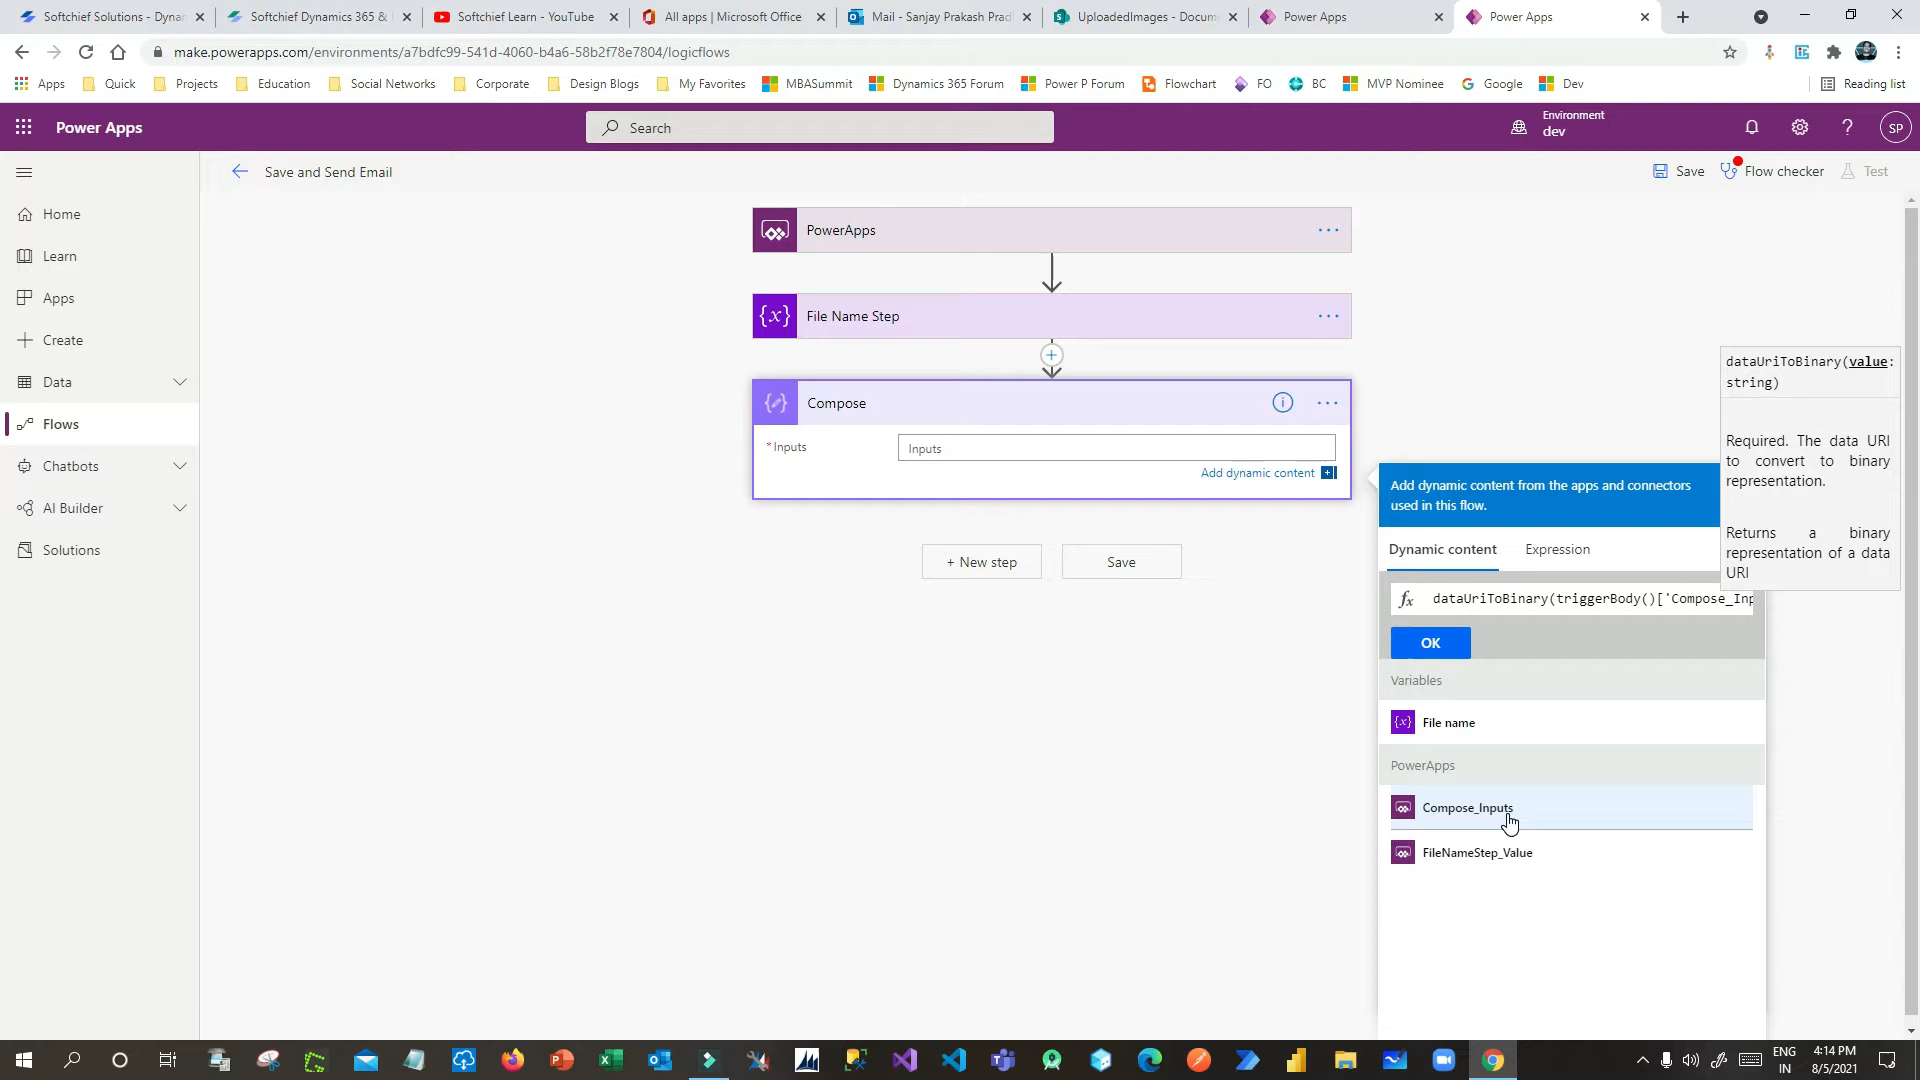 Softchief Solutions - Dynam
Softchief Dynamics 365 &
Softchief Learn - YouTube
All apps | Microsoft Office
Mail - Sanjay Prakash Prad
UploadedImages - Docum
Power Apps
Power Apps
make.powerapps.com/environments/a7bdfc99-541d-4060-b4a6-58b2f78e7804/logicflows
Apps
Quick
Projects
Education
Social Networks
Corporate
Design Blogs
My Favorites
MBASummit
Dynamics 365 Forum
Power P Forum
Flowchart
FO
BC
MVP Nominee
Google
Dev
Reading list
Power Apps
Search
Environment
dev
SP
Save and Send Email
Save
Flow checker
Test
Home
Learn
Apps
Create
Data
Flows
Chatbots
AI Builder
Solutions
PowerApps
File Name Step
Compose
* Inputs
Inputs
Add dynamic content
+ New step
Save
dataUriToBinary(value:
string)
Required. The data URI
to convert to binary
representation.
Returns a binary
representation of a data
URI
Add dynamic content from the apps and connectors
used in this flow.
Dynamic content
Expression
fx dataUriToBinary(triggerBody()['Compose_Inp
OK
Variables
File name
PowerApps
Compose_Inputs
FileNameStep_Value
ENG
IN
4:14 PM
8/5/2021